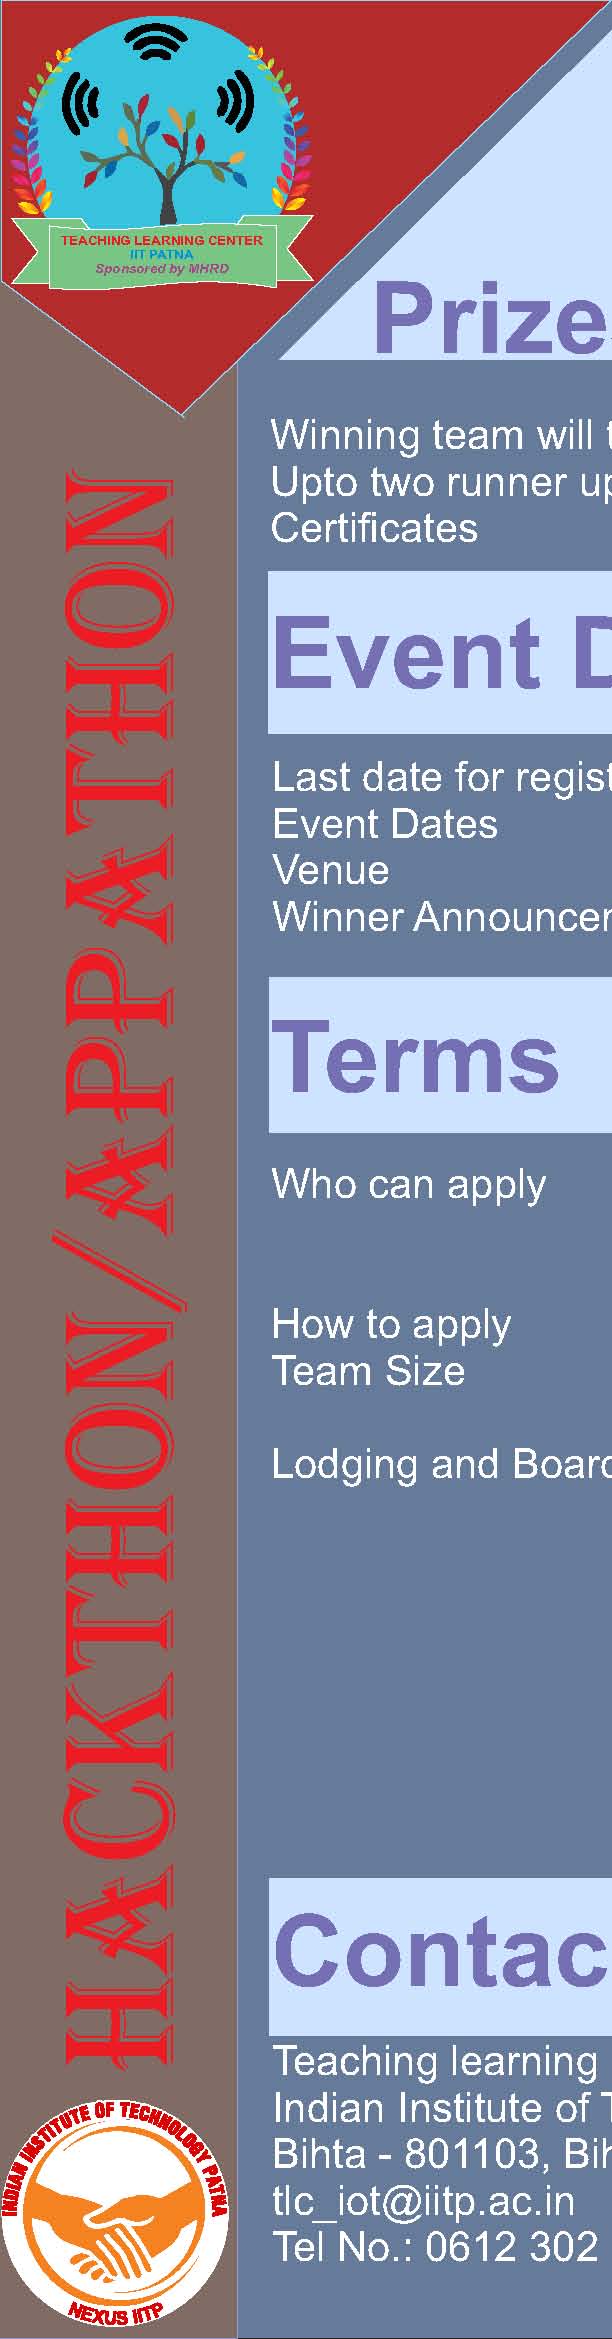 TEACHING LEARNING CENTER
IIT PATNA
Sponsored by MHRD
HACKTHON/APPATHON
Prize
Winning team will
Upto two runner up
Certificates
Event D
Last date for regist
Event Dates
Venue
Winner Announcem
Terms
Who can apply
How to apply
Team Size
Lodging and Board
Contac
Teaching learning
Indian Institute of T
Bihta - 801103, Bih
tlc_iot@iitp.ac.in
Tel No.: 0612 302
INDIAN INSTITUTE OF TECHNOLOGY PATNA
NEXUS IITP